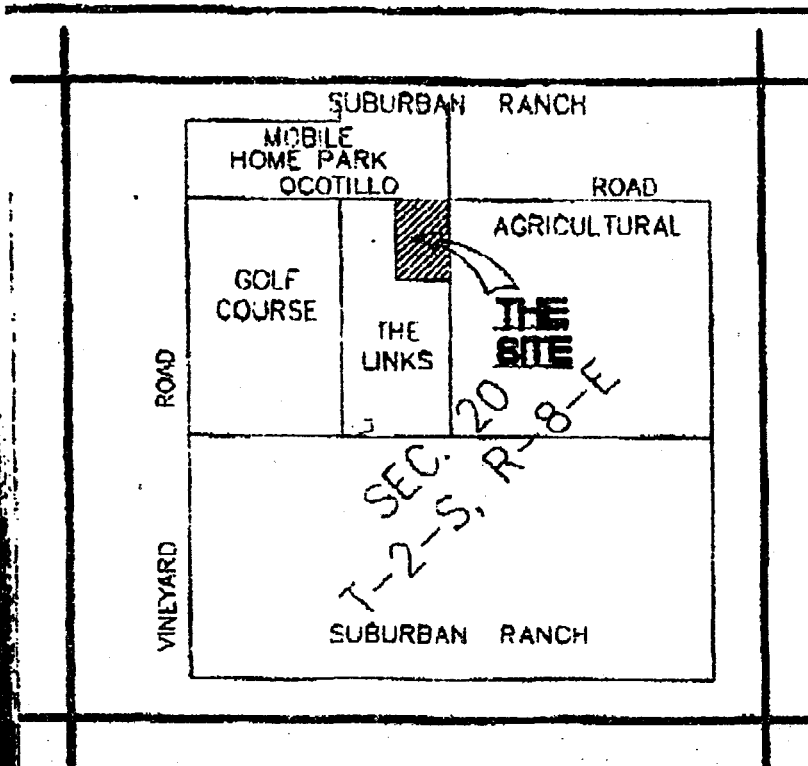 SUBURBAN RANCH
MOBILE
HOME PARK
OCOTILLO ROAD
AGRICULTURAL
GOLF
COURSE
THE
LINKS
THE
SITE
ROAD
VINEYARD
SEC. 20
T-2-S, R-8-E
SUBURBAN RANCH